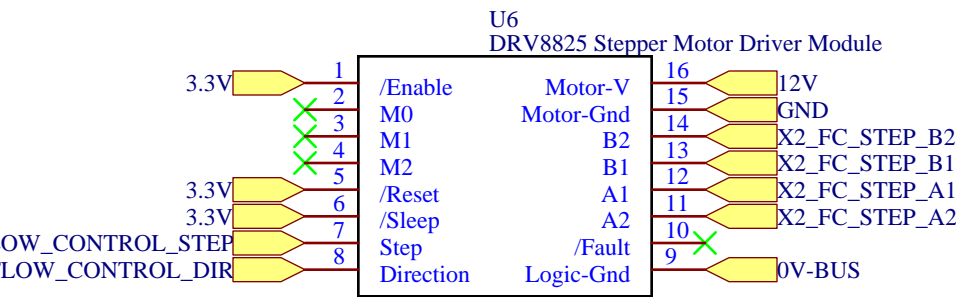 U6
DRV8825 Stepper Motor Driver Module
3.3V 1 /Enable Motor-V 16 12V
2 M0 Motor-Gnd 15 GND
3 M1 B2 14 X2_FC_STEP_B2
4 M2 B1 13 X2_FC_STEP_B1
3.3V 5 /Reset A1 12 X2_FC_STEP_A1
3.3V 6 /Sleep A2 11 X2_FC_STEP_A2
OW_CONTROL_STEP 7 Step /Fault 10
LOW_CONTROL_DIR 8 Direction Logic-Gnd 9 0V-BUS